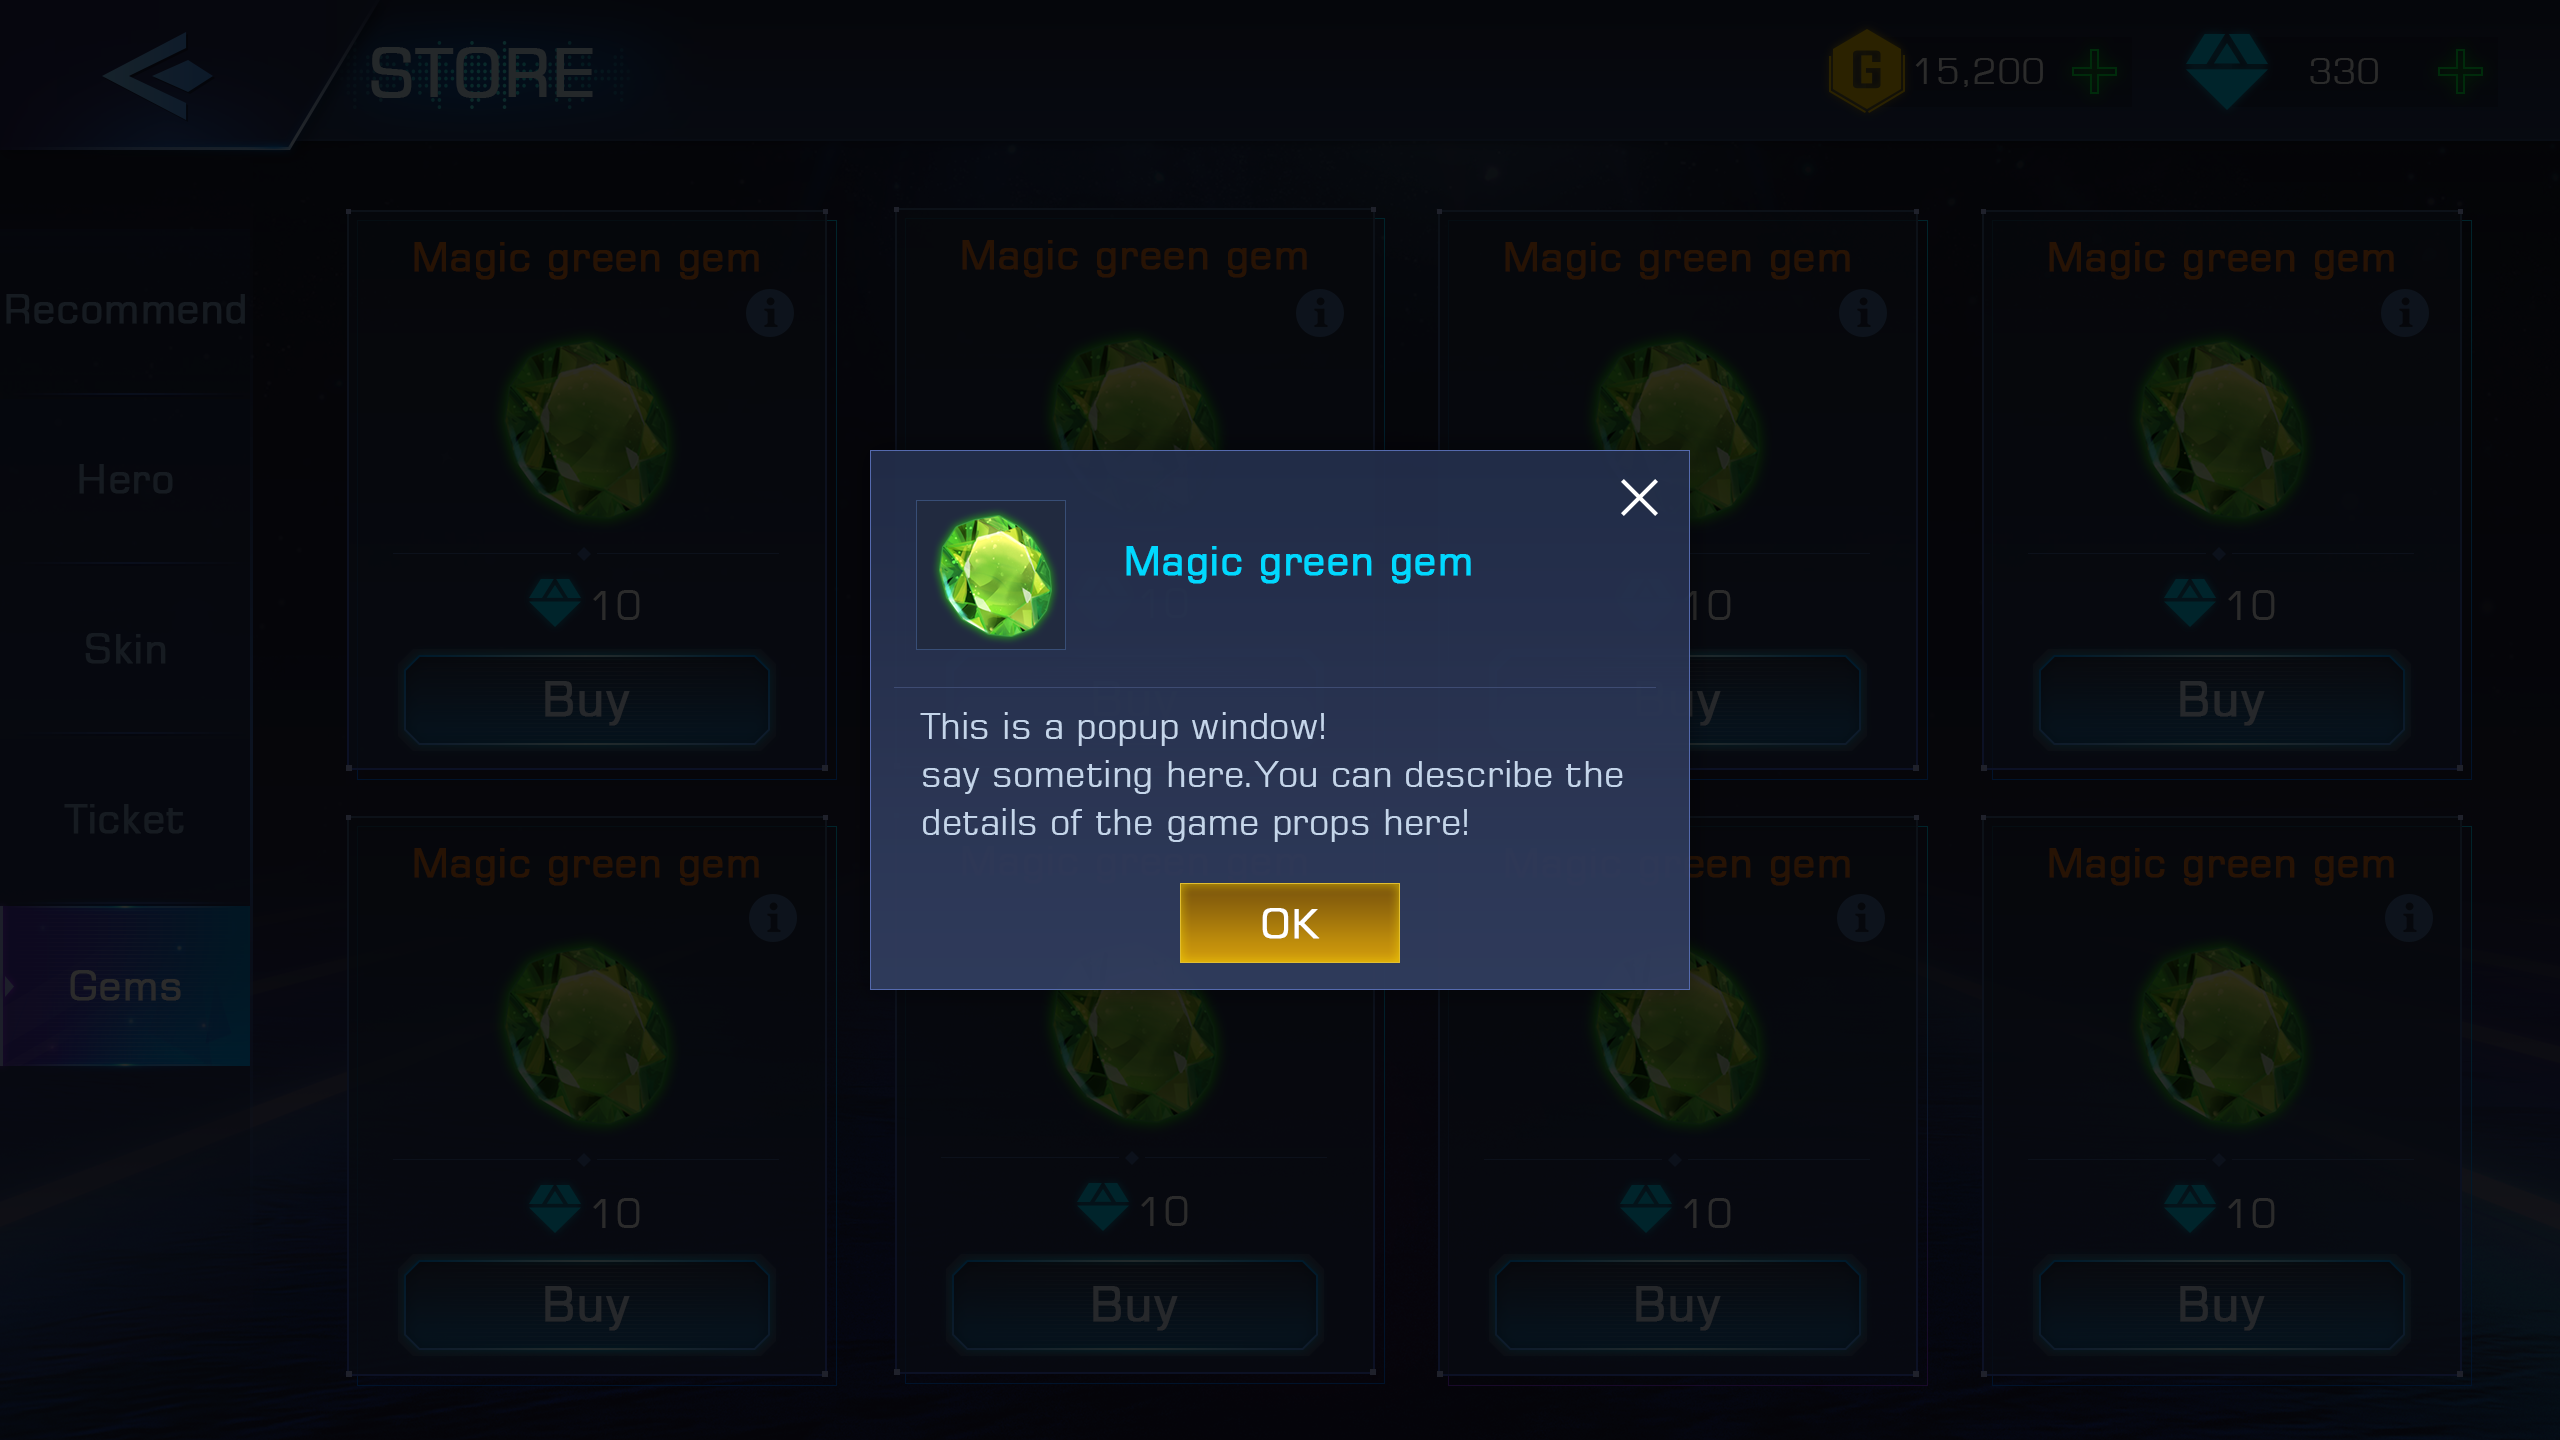 STORE
G 15,200
330
Recommend
Hero
Skin
Ticket
Gems
Magic green gem
i
10
Buy
Magic green gem
i
Magic green gem
i
10
Magic green gem
i
10
Buy
Magic green gem
This is a popup window!
say someting here.You can describe the
details of the game props here!
OK
Magic green gem
i
10
Buy
10
Buy
Magic green gem
i
10
Buy
Magic green gem
i
10
Buy